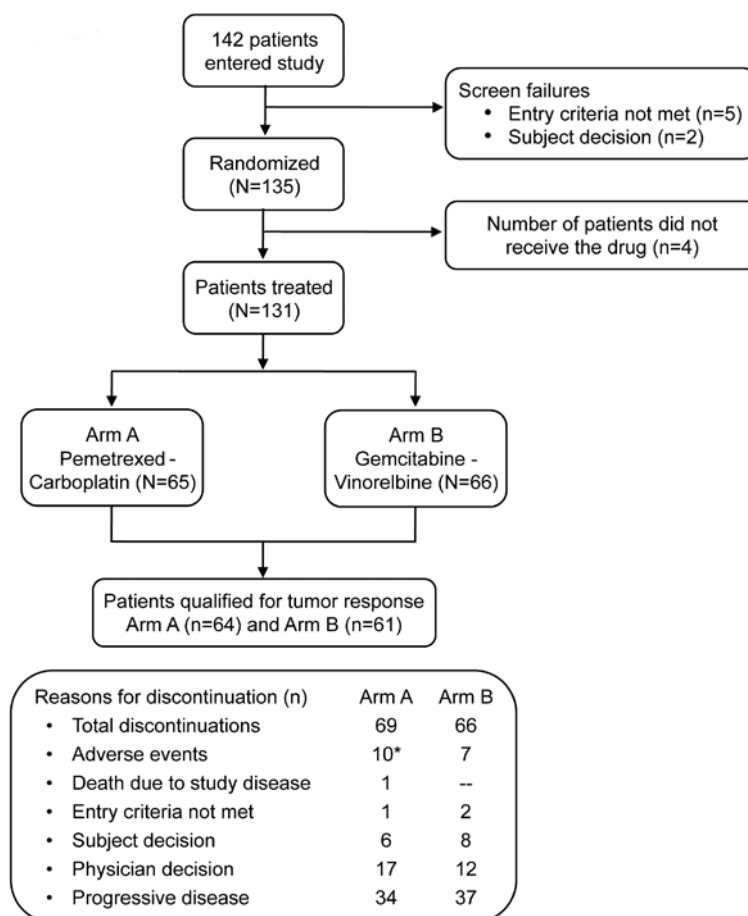 142 patients
entered study
Screen failures
• Entry criteria not met (n=5)
• Subject decision (n=2)
Randomized
(N=135)
Number of patients did not
receive the drug (n=4)
Patients treated
(N=131)
Arm A
Pemetrexed -
Carboplatin (N=65)
Arm B
Gemcitabine -
Vinorelbine (N=66)
Patients qualified for tumor response
Arm A (n=64) and Arm B (n=61)
Reasons for discontinuation (n) Arm A Arm B
• Total discontinuations 69 66
• Adverse events 10* 7
• Death due to study disease 1 --
• Entry criteria not met 1 2
• Subject decision 6 8
• Physician decision 17 12
• Progressive disease 34 37